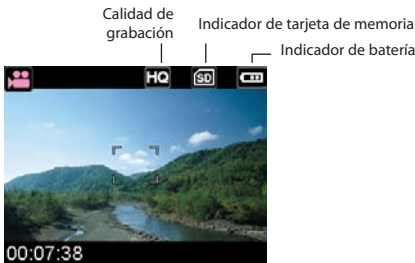 Calidad de
grabación
Indicador de tarjeta de memoria
Indicador de batería
HQ
SD
00:07:38